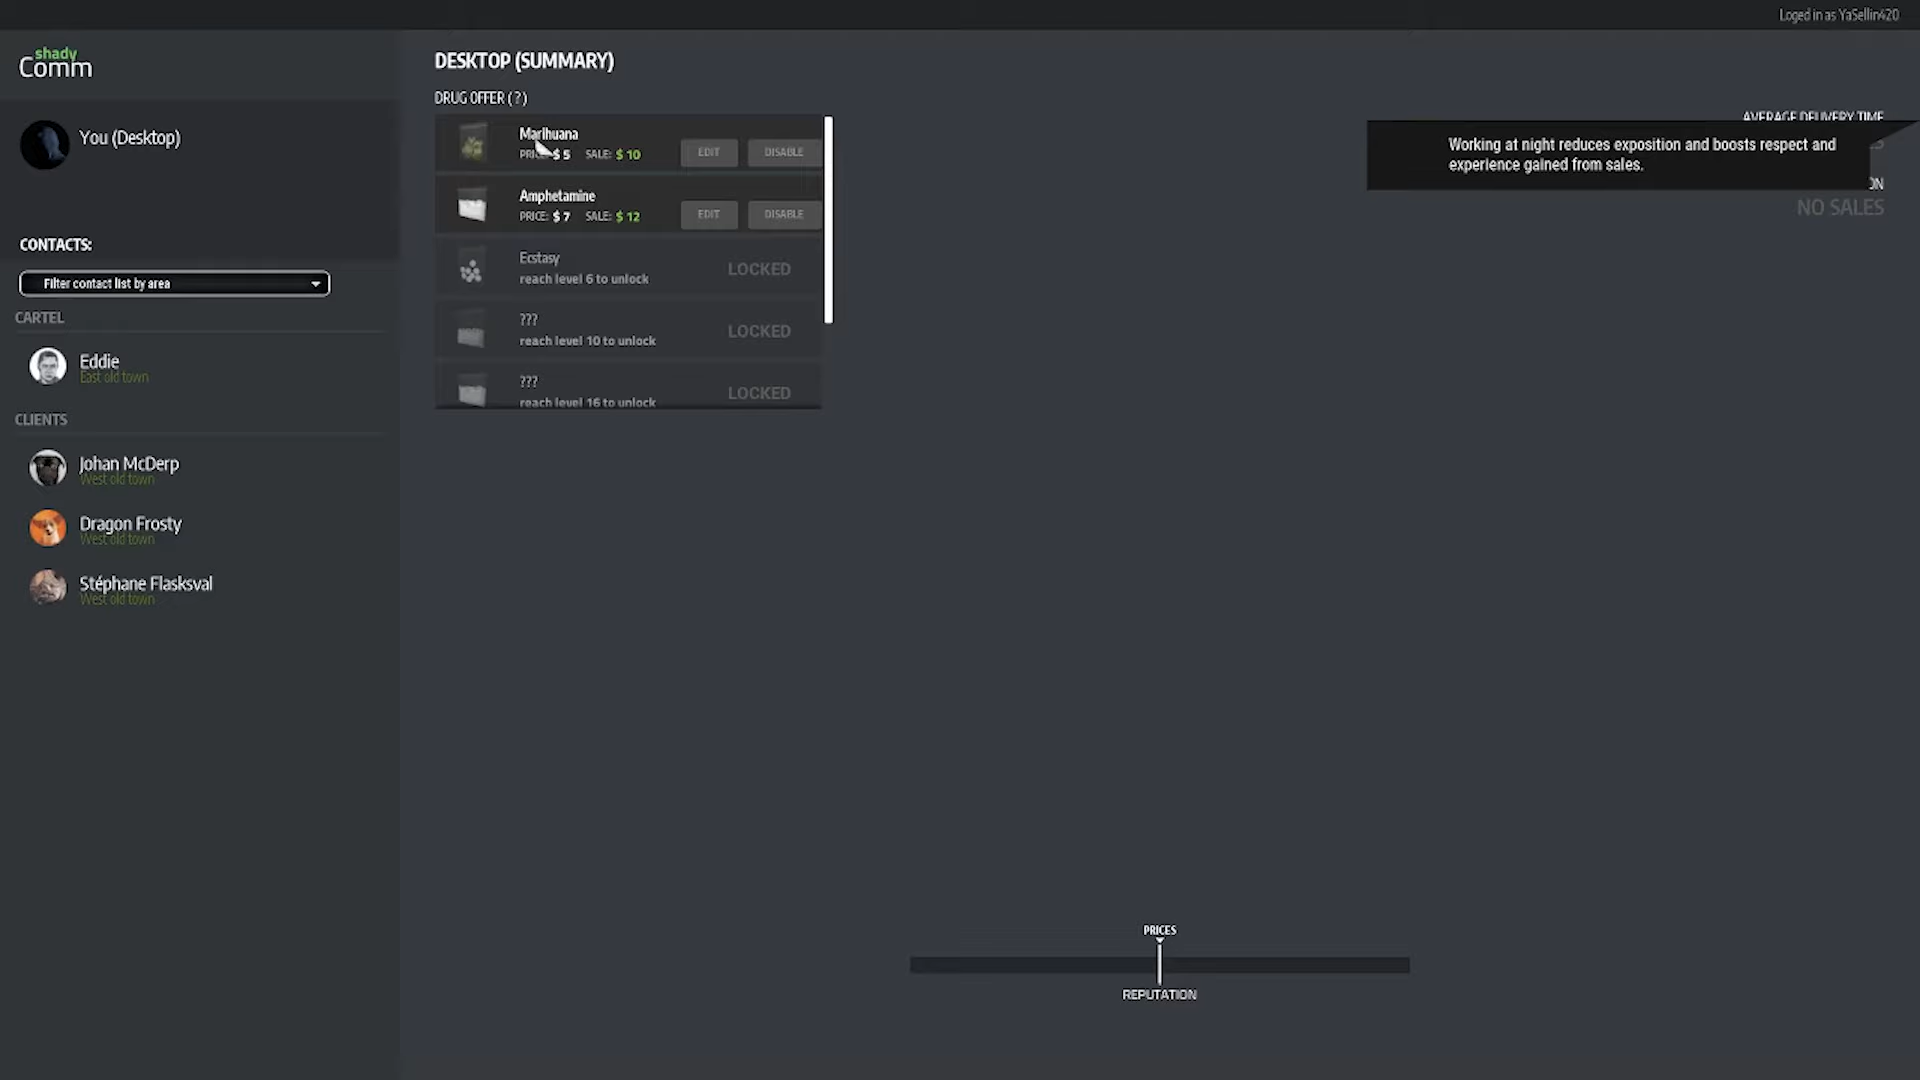 Loged in as YaSellin420
shady
Comm
You (Desktop)
CONTACTS:
Filter contact list by area
CARTEL
Eddie
East old town
CLIENTS
Johan McDerp
West old town
Dragon Frosty
West old town
Stéphane Flasksval
West old town
DESKTOP (SUMMARY)
DRUG OFFER ( ? )
Marihuana
$ 5 SALE: $ 10
EDIT
DISABLE
Amphetamine
PRICE: $ 7 SALE: $ 12
EDIT
DISABLE
Ecstasy
reach level 6 to unlock
LOCKED
???
reach level 10 to unlock
LOCKED
???
reach level 16 to unlock
LOCKED
AVERAGE DELIVERY TIME
Working at night reduces exposition and boosts respect and
experience gained from sales.
NO SALES
PRICES
REPUTATION